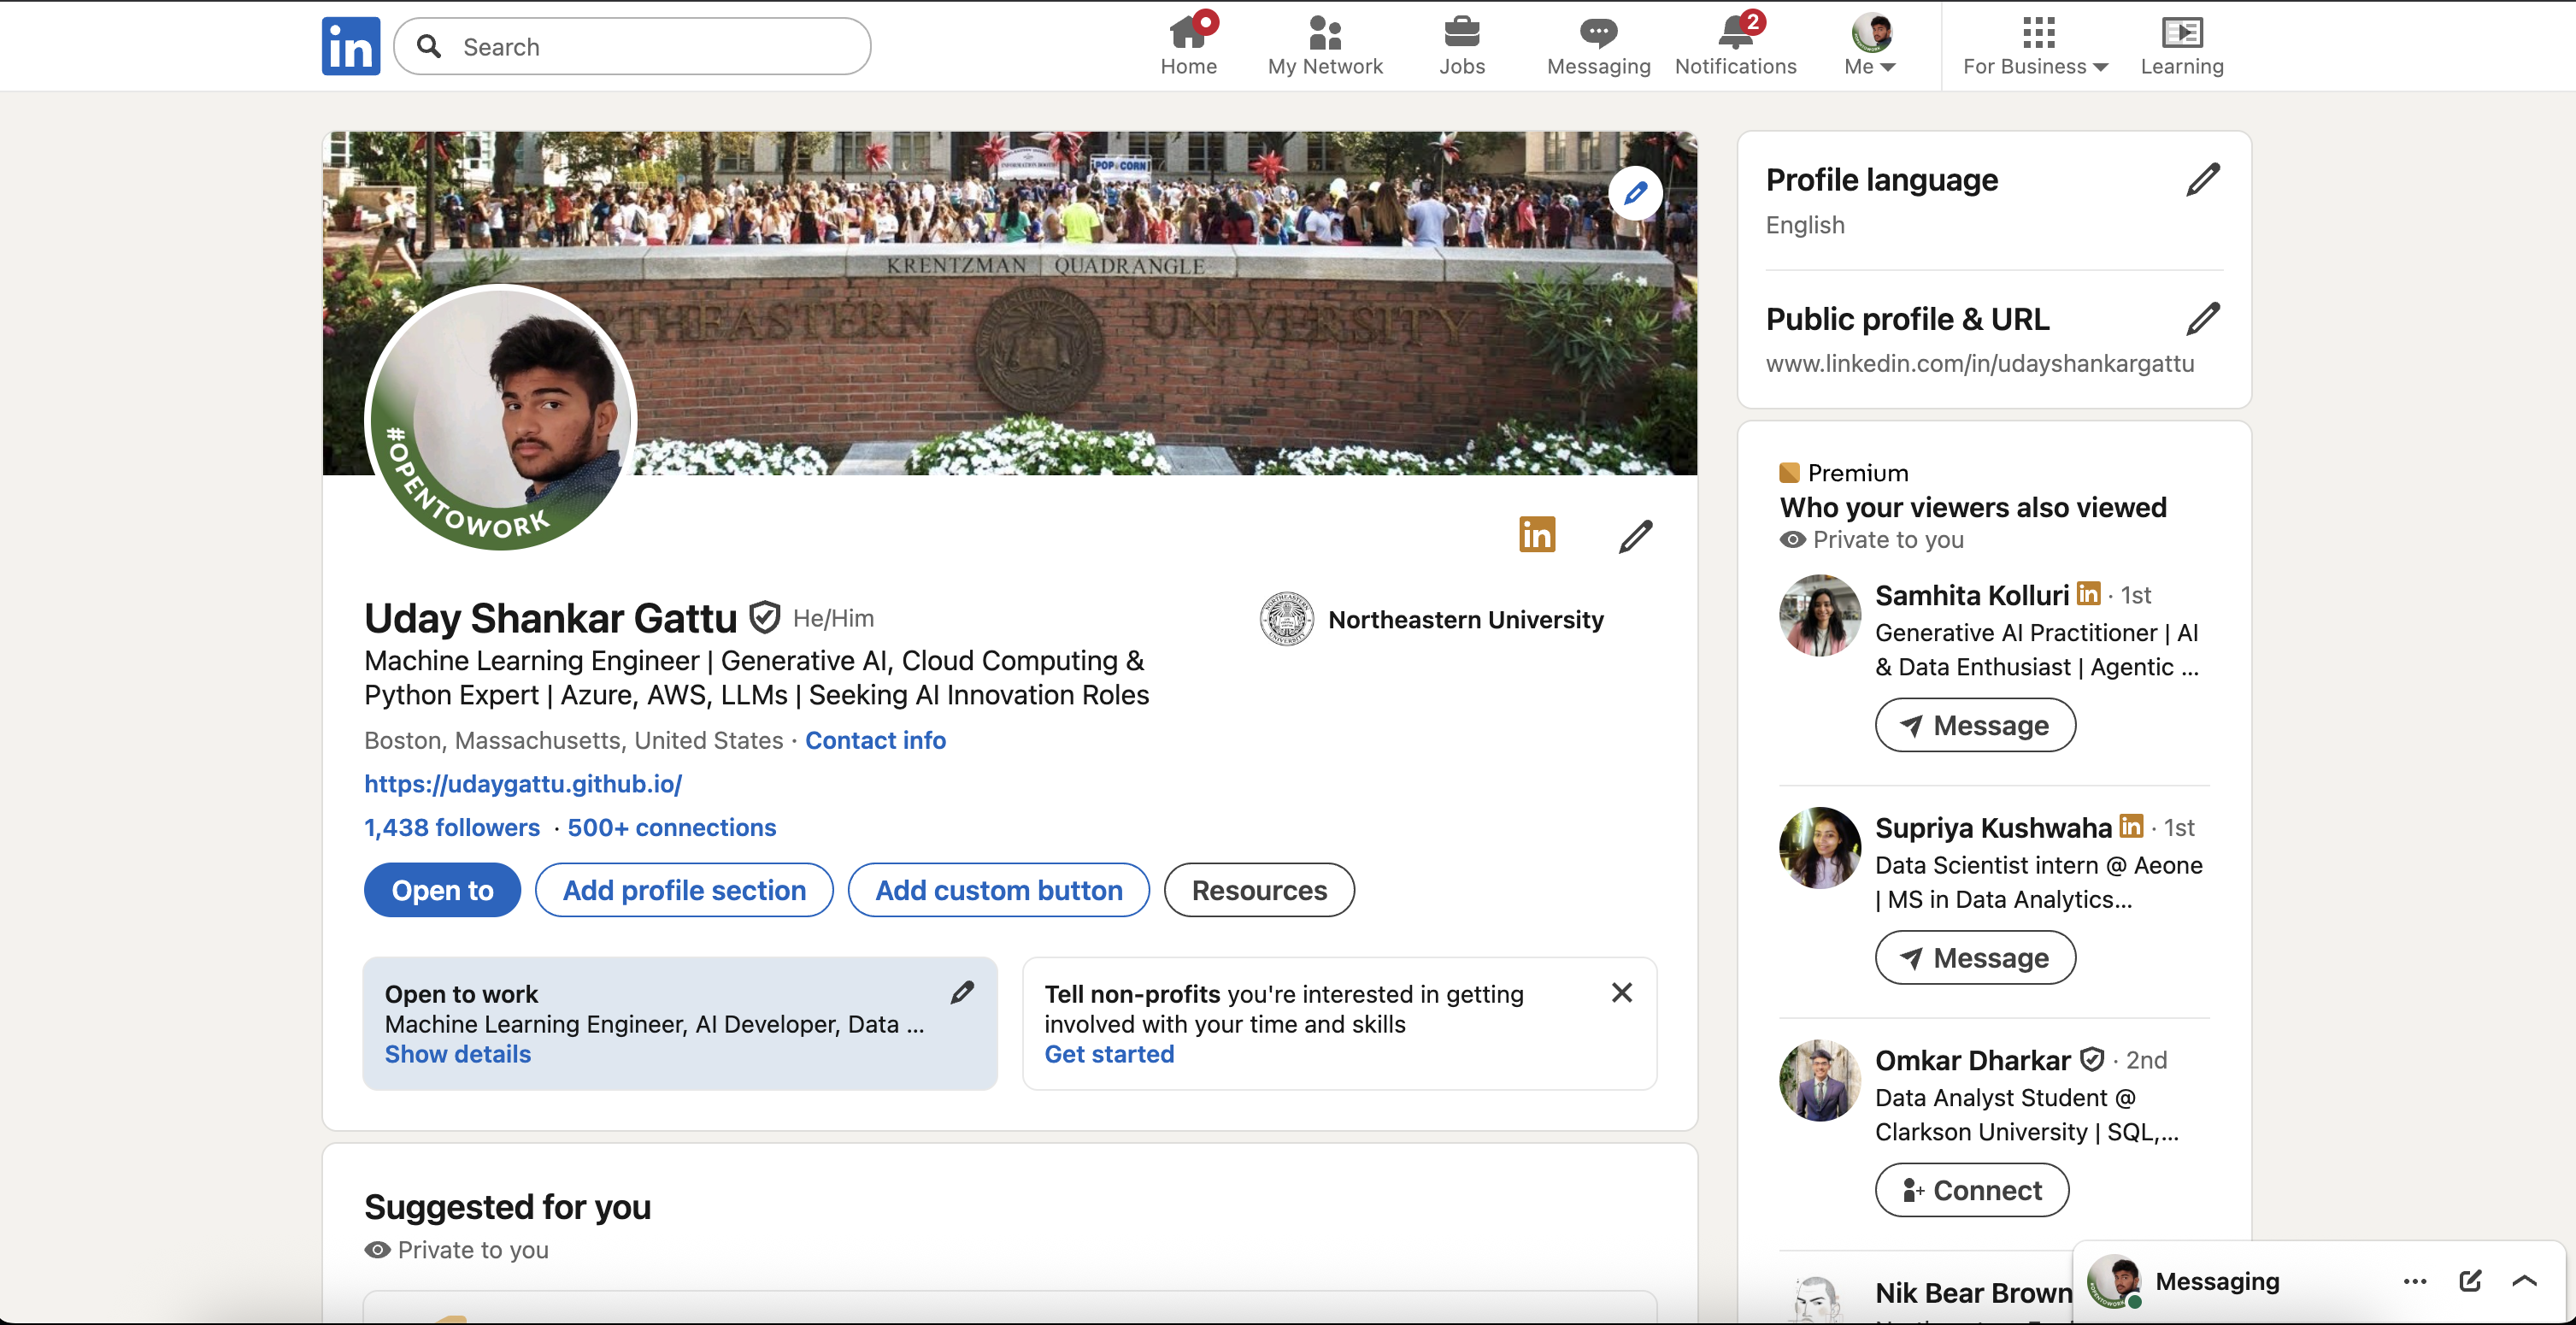 in
Search
Home
My Network
Jobs
Messaging
2
Notifications
Me
For Business
Learning
POP CORN!
KRENTZMAN QUADRANGLE
THEASTERN UNIVERSITY
#OPENTOWORK
in
Uday Shankar Gattu He/Him
Machine Learning Engineer | Generative AI, Cloud Computing &
Python Expert | Azure, AWS, LLMs | Seeking AI Innovation Roles
Boston, Massachusetts, United States · Contact info
https://udaygattu.github.io/
1,438 followers · 500+ connections
Northeastern University
Open to
Add profile section
Add custom button
Resources
Open to work
Machine Learning Engineer, AI Developer, Data ...
Show details
Tell non-profits you're interested in getting
involved with your time and skills
Get started
Suggested for you
Private to you
Profile language
English
Public profile & URL
www.linkedin.com/in/udayshankargattu
Premium
Who your viewers also viewed
Private to you
Samhita Kolluri in · 1st
Generative AI Practitioner | AI
& Data Enthusiast | Agentic ...
Message
Supriya Kushwaha in · 1st
Data Scientist intern @ Aeone
| MS in Data Analytics...
Message
Omkar Dharkar · 2nd
Data Analyst Student @
Clarkson University | SQL,...
Connect
Nik Bear Brown
Messaging